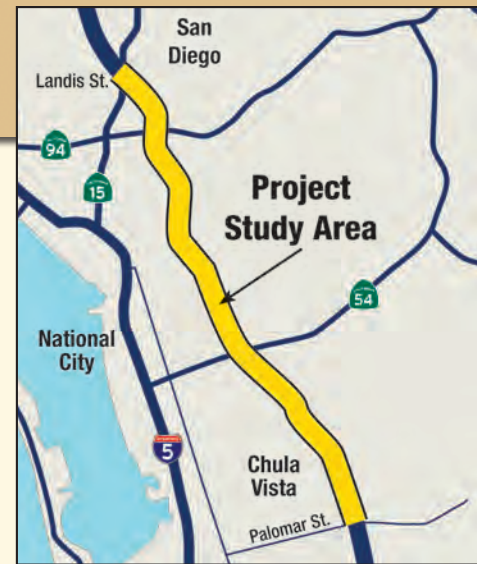 San
Diego
Landis St.
94
15
Project
Study Area
54
National
City
5
Chula
Vista
Palomar St.